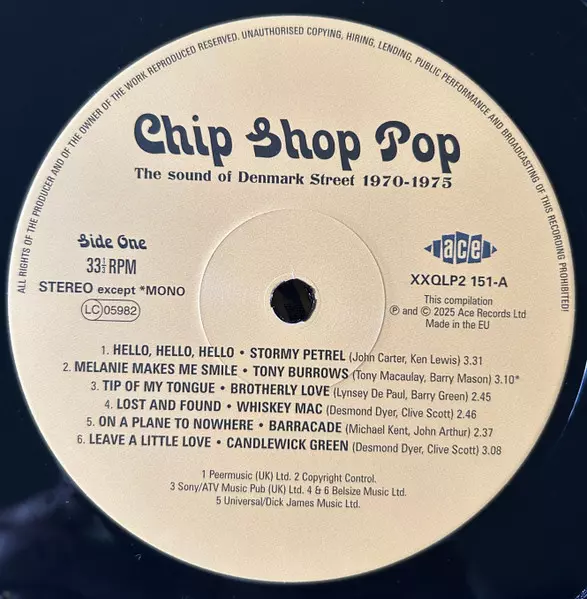 ALL RIGHTS OF THE PRODUCER AND OF THE OWNER OF THE WORK REPRODUCED RESERVED. UNAUTHORISED COPYING, HIRING, LENDING, PUBLIC PERFORMANCE AND BROADCASTING OF THIS RECORDING PROHIBITED!
Chip Shop Pop
The sound of Denmark Street 1970-1975
Side One
33⅓ RPM
STEREO except *MONO
LC 05982
ace
XXQLP2 151-A
This compilation
℗ and © 2025 Ace Records Ltd
Made in the EU
1. HELLO, HELLO, HELLO • STORMY PETREL (John Carter, Ken Lewis) 3.31
2. MELANIE MAKES ME SMILE • TONY BURROWS (Tony Macaulay, Barry Mason) 3.10*
3. TIP OF MY TONGUE • BROTHERLY LOVE (Lynsey De Paul, Barry Green) 2.45
4. LOST AND FOUND • WHISKEY MAC (Desmond Dyer, Clive Scott) 2.46
5. ON A PLANE TO NOWHERE • BARRACADE (Michael Kent, John Arthur) 2.37
6. LEAVE A LITTLE LOVE • CANDLEWICK GREEN (Desmond Dyer, Clive Scott) 3.08
1 Peermusic (UK) Ltd. 2 Copyright Control.
3 Sony/ATV Music Pub (UK) Ltd. 4 & 6 Belsize Music Ltd.
5 Universal/Dick James Music Ltd.